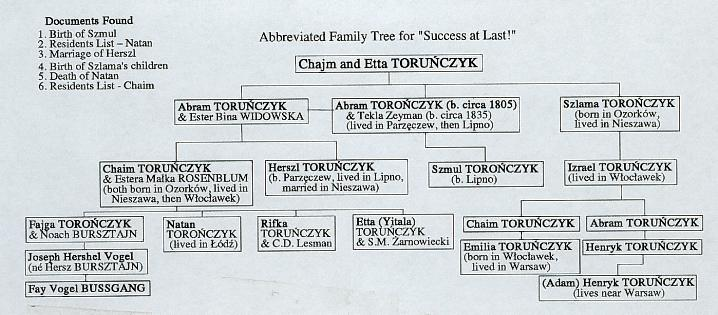 Documents Found
1. Birth of Szmul
2. Residents List – Natan
3. Marriage of Herszl
4. Birth of Szlama's children
5. Death of Natan
6. Residents List - Chaim
Abbreviated Family Tree for "Success at Last!"
Chajm and Etta TORUŃCZYK
Abram TORUŃCZYK
& Ester Bina WIDOWSKA
Abram TOROŃCZYK (b. circa 1805)
& Tekla Zeyman (b. circa 1835)
(lived in Parzęczew, then Lipno)
Szlama TORUŃCZYK
(born in Ozorków,
lived in Nieszawa)
Chaim TORUŃCZYK
& Estera Małka ROSENBLUM
(both born in Ozorków, lived in
Nieszawa, then Włocławek)
Herszl TORUŃCZYK
(b. Parzęczew, lived in Lipno,
married in Nieszawa)
Szmul TOROŃCZYK
(b. Lipno)
Izrael TORUŃCZYK
(lived in Włocławek)
Fajga TOROŃCZYK
& Noach BURSZTAJN
Natan
TOROŃCZYK
(lived in Łódź)
Rifka
TORUŃCZYK
& C.D. Lesman
Etta (Yitala)
TORUŃCZYK
& S.M. Żarnowiecki
Chaim TORUŃCZYK
Abram TORUŃCZYK
Joseph Hershel Vogel
(né Hersz BURSZTAJN)
Emilia TORUŃCZYK
(born in Włocławek,
lived in Warsaw)
Henryk TORUŃCZYK
Fay Vogel BUSSGANG
(Adam) Henryk TORUŃCZYK
(lives near Warsaw)